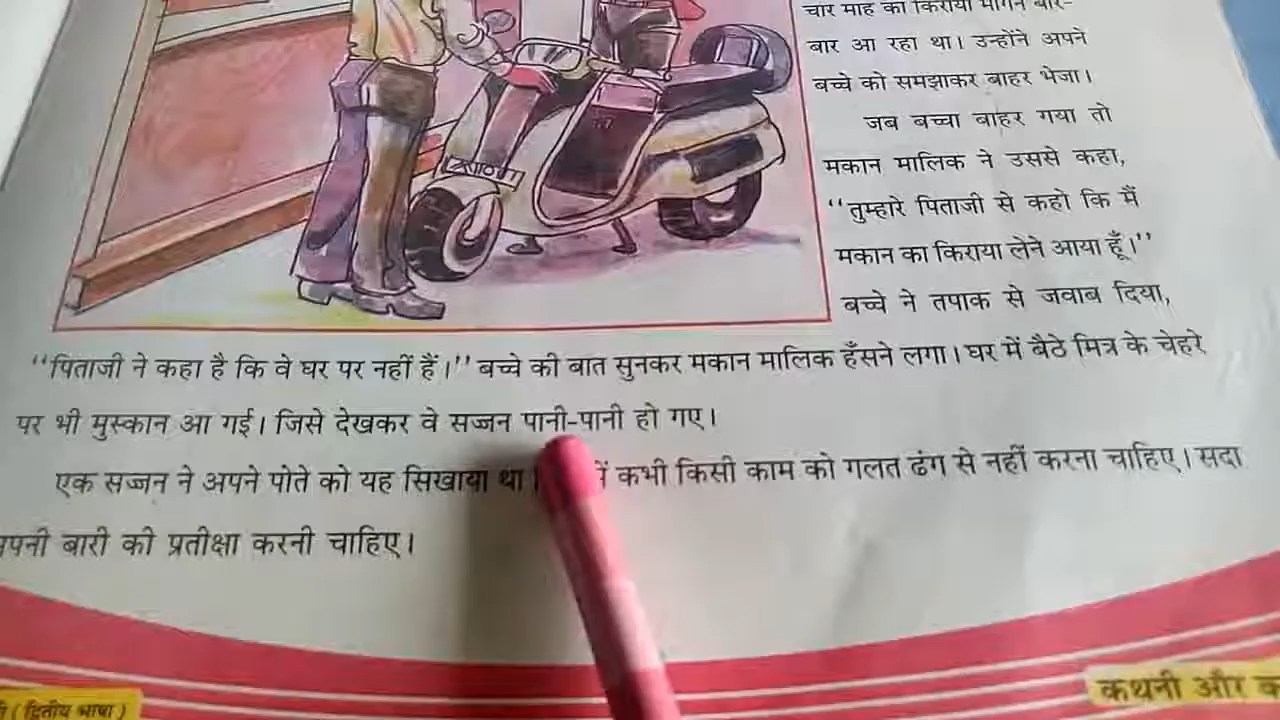 चार माह का किराया मांगने बार-
बार आ रहा था। उन्होंने अपने
बच्चे को समझाकर बाहर भेजा।
जब बच्चा बाहर गया तो
मकान मालिक ने उससे कहा,
“तुम्हारे पिताजी से कहो कि मैं
मकान का किराया लेने आया हूँ।”
बच्चे ने तपाक से जवाब दिया,
“पिताजी ने कहा है कि वे घर पर नहीं हैं।” बच्चे की बात सुनकर मकान मालिक हँसने लगा। घर में बैठे मित्र के चेहरे
पर भी मुस्कान आ गई। जिसे देखकर वे सज्जन पानी-पानी हो गए।
एक सज्जन ने अपने पोते को यह सिखाया था कभी किसी काम को गलत ढंग से नहीं करना चाहिए। सदा
अपनी बारी की प्रतीक्षा करनी चाहिए।
(द्वितीय भाषा)
कथनी और